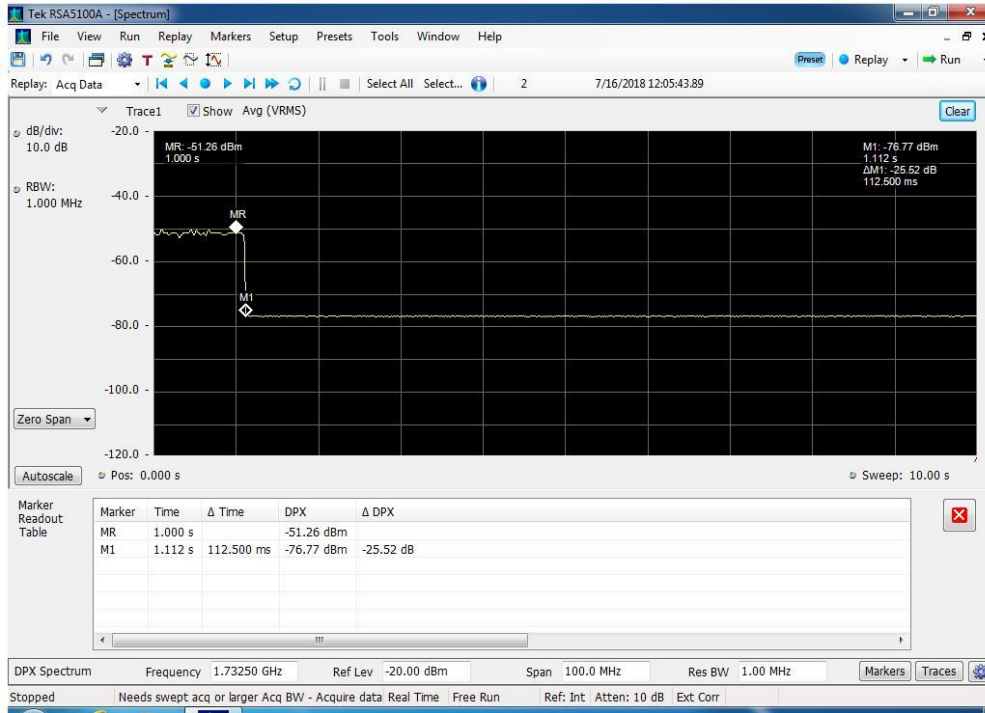 Tek RSA5100A - [Spectrum]
File View Run Replay Markers Setup Presets Tools Window Help
T Preset Replay Run
Replay: Acq Data Select All Select... 2 7/16/2018 12:05:43.89
Trace1 Show Avg (VRMS) Clear
dB/div:
10.0 dB
RBW:
1.000 MHz
-20.0
-40.0
-60.0
-80.0
-100.0
-120.0
MR: -51.26 dBm
1.000 s
M1: -76.77 dBm
1.112 s
ΔM1: -25.52 dB
112.500 ms
MR
M1
Zero Span
Autoscale Pos: 0.000 s Sweep: 10.00 s
Marker
Readout
Table
Marker Time Δ Time DPX Δ DPX
MR 1.000 s -51.26 dBm
M1 1.112 s 112.500 ms -76.77 dBm -25.52 dB
DPX Spectrum Frequency 1.73250 GHz Ref Lev -20.00 dBm Span 100.0 MHz Res BW 1.00 MHz Markers Traces
Stopped Needs swept acq or larger Acq BW - Acquire data Real Time Free Run Ref: Int Atten: 10 dB Ext Corr